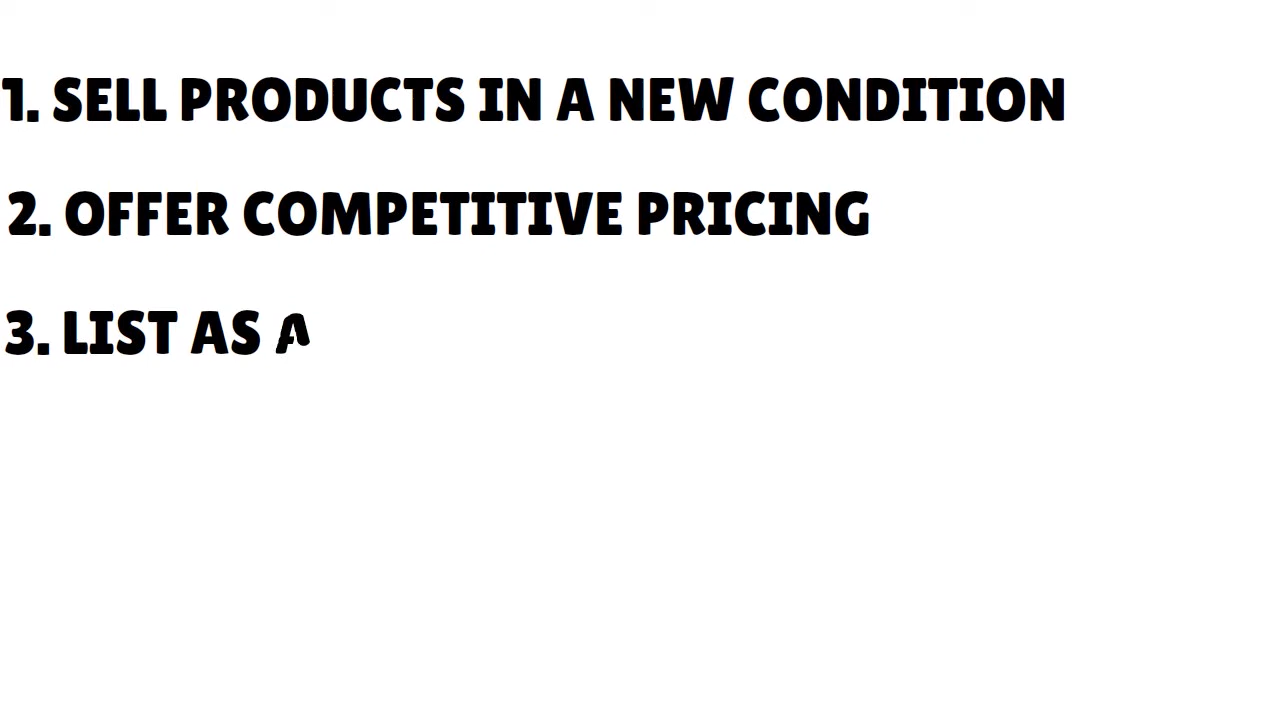 1. SELL PRODUCTS IN A NEW CONDITION
2. OFFER COMPETITIVE PRICING
3. LIST AS A